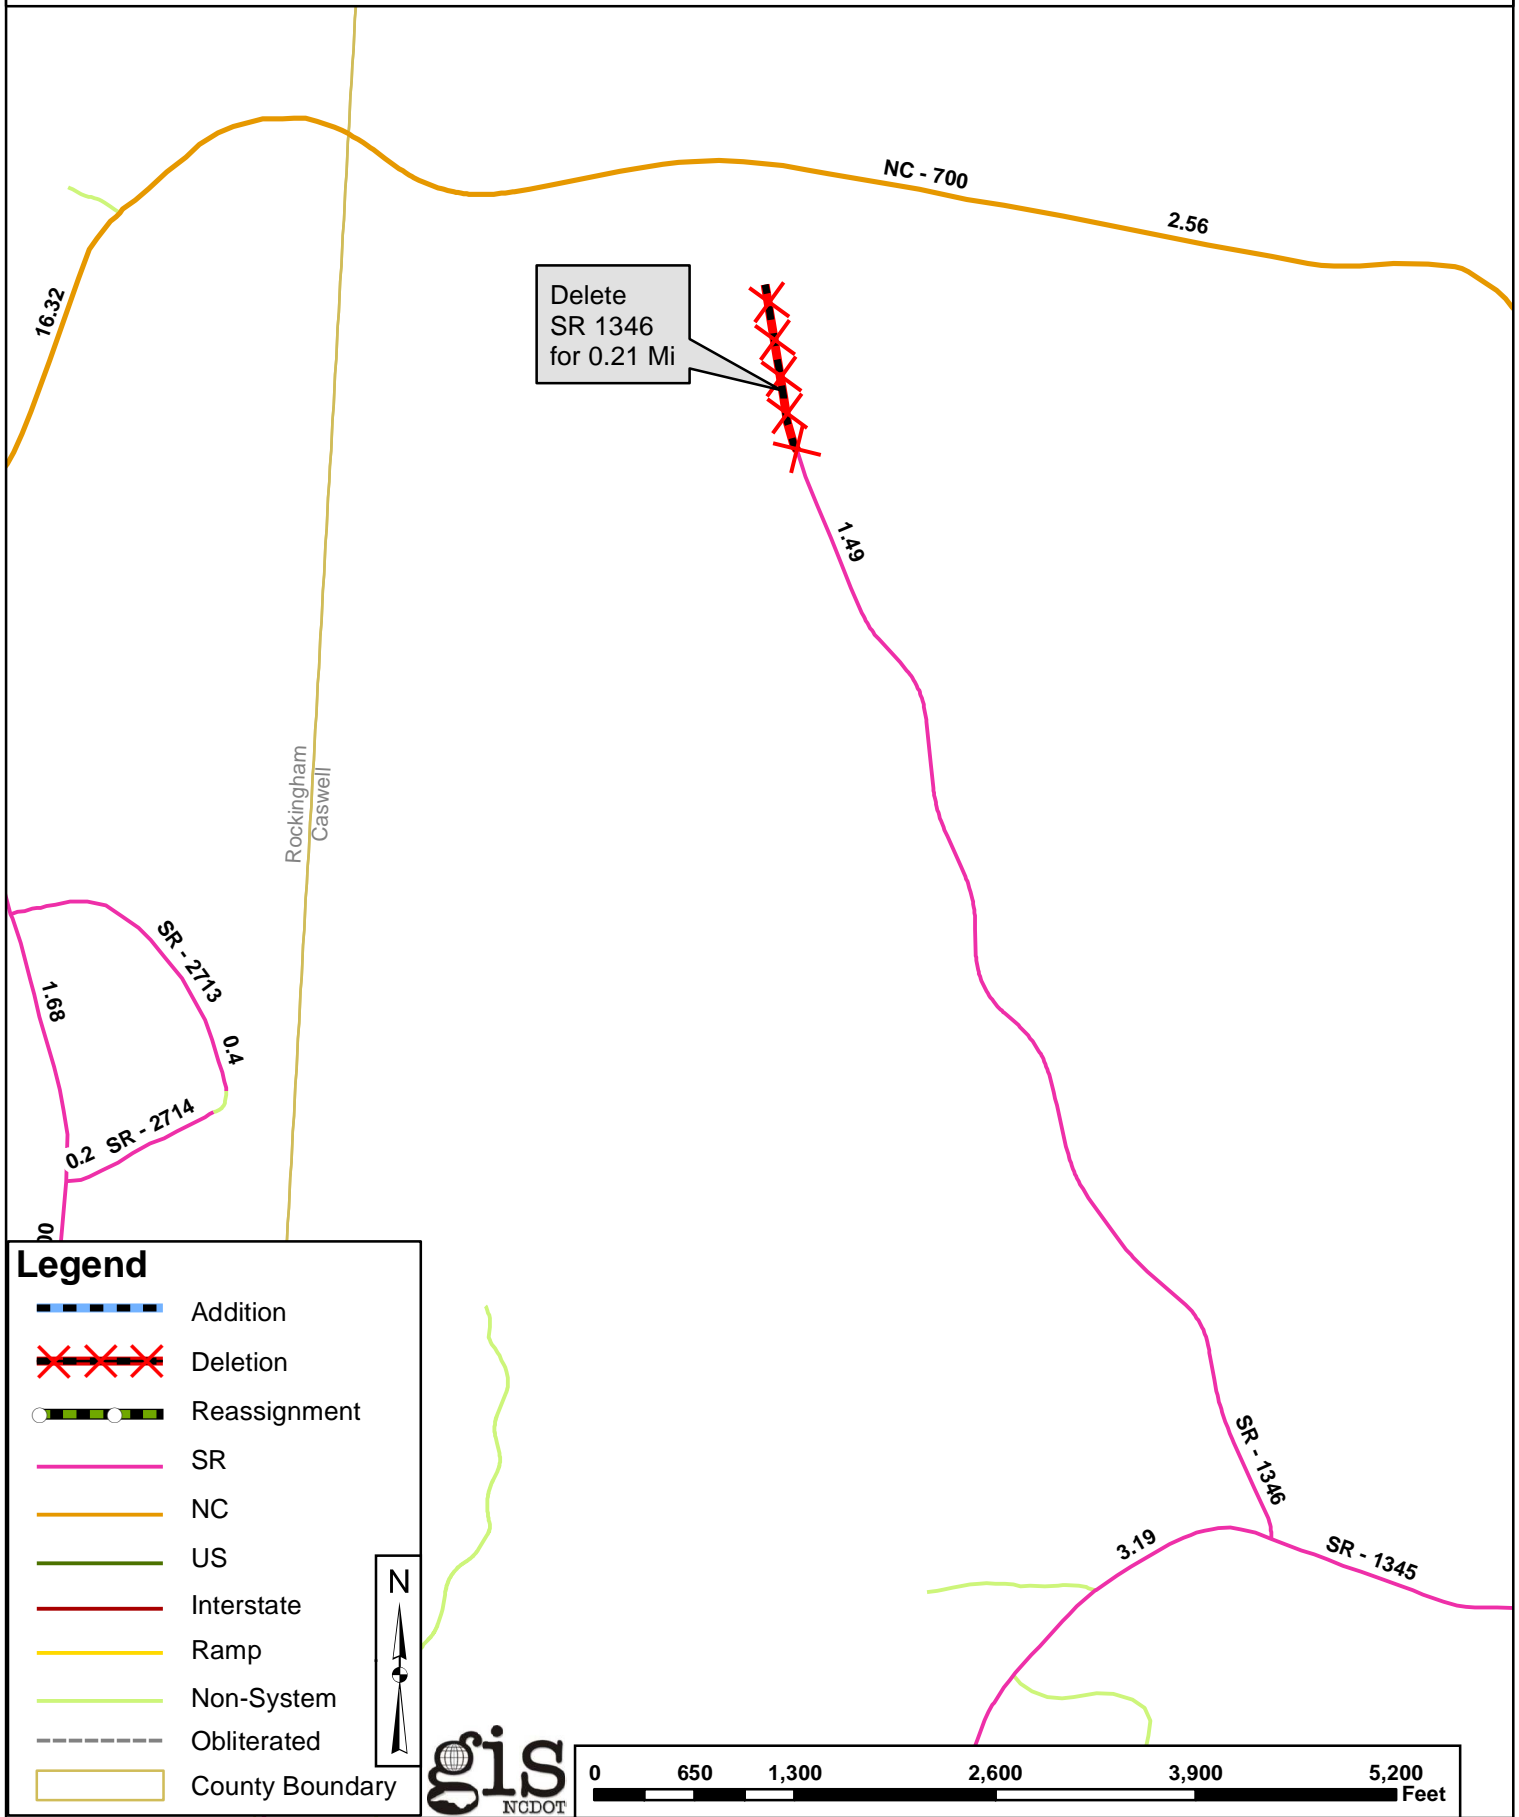 NC - 700
2.56
16.32
Delete
SR 1346
for 0.21 Mi
1.49
Rockingham
Caswell
SR - 2713
1.68
0.4
SR - 2714
0.2
00
Legend
Addition
Deletion
Reassignment
SR
NC
US
Interstate
Ramp
Non-System
Obliterated
County Boundary
N
SR - 1346
3.19
SR - 1345
gis
NCDOT
0 650 1,300 2,600 3,900 5,200
Feet